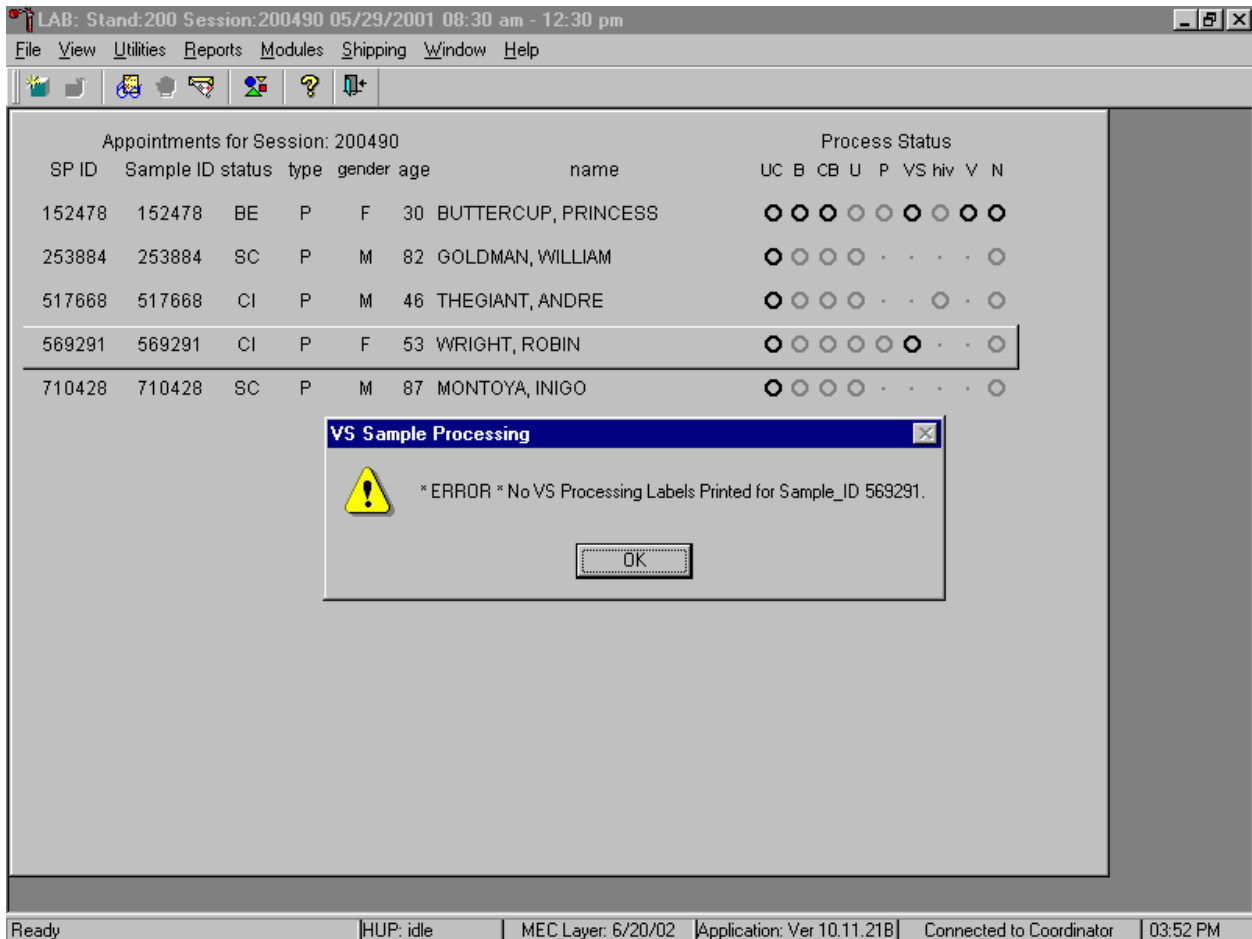 LAB: Stand:200 Session:200490 05/29/2001 08:30 am - 12:30 pm
File View Utilities Reports Modules Shipping Window Help
Appointments for Session: 200490 Process Status
SP ID Sample ID status type gender age name UC B CB U P VS hiv V N
152478 152478 BE P F 30 BUTTERCUP, PRINCESS
253884 253884 SC P M 82 GOLDMAN, WILLIAM
517668 517668 CI P M 46 THEGIANT, ANDRE
569291 569291 CI P F 53 WRIGHT, ROBIN
710428 710428 SC P M 87 MONTOYA, INIGO
VS Sample Processing
* ERROR * No VS Processing Labels Printed for Sample_ID 569291.
OK
Ready HUP: idle MEC Layer: 6/20/02 Application: Ver 10.11.21B Connected to Coordinator 03:52 PM